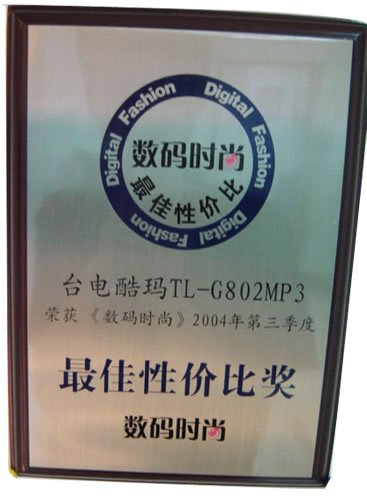 Digital Fashion
Digital Fashion
Digital Fashion
数码时尚
最佳性价比
台电酷玛TL-G802MP3
荣获《数码时尚》2004年第三季度
最佳性价比奖
数码时尚